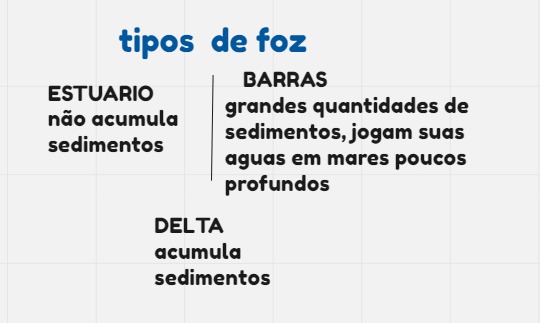 tipos de foz
ESTUARIO
não acumula
sedimentos
BARRAS
grandes quantidades de
sedimentos, jogam suas
aguas em mares poucos
profundos
DELTA
acumula
sedimentos